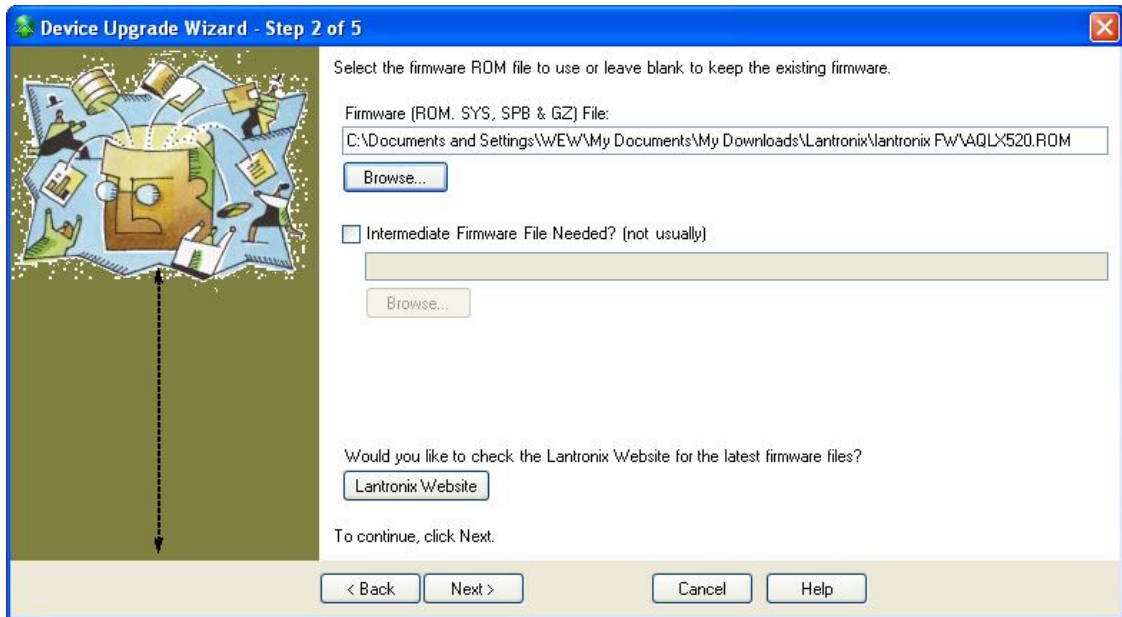 Device Upgrade Wizard - Step 2 of 5
Select the firmware ROM file to use or leave blank to keep the existing firmware.
Firmware (ROM. SYS, SPB & GZ) File:
C:\Documents and Settings\WEW\My Documents\My Downloads\Lantronix\lantronix FW\AQLX520.ROM
Browse...
Intermediate Firmware File Needed? (not usually)
Browse...
Would you like to check the Lantronix Website for the latest firmware files?
Lantronix Website
To continue, click Next.
< Back Next > Cancel Help